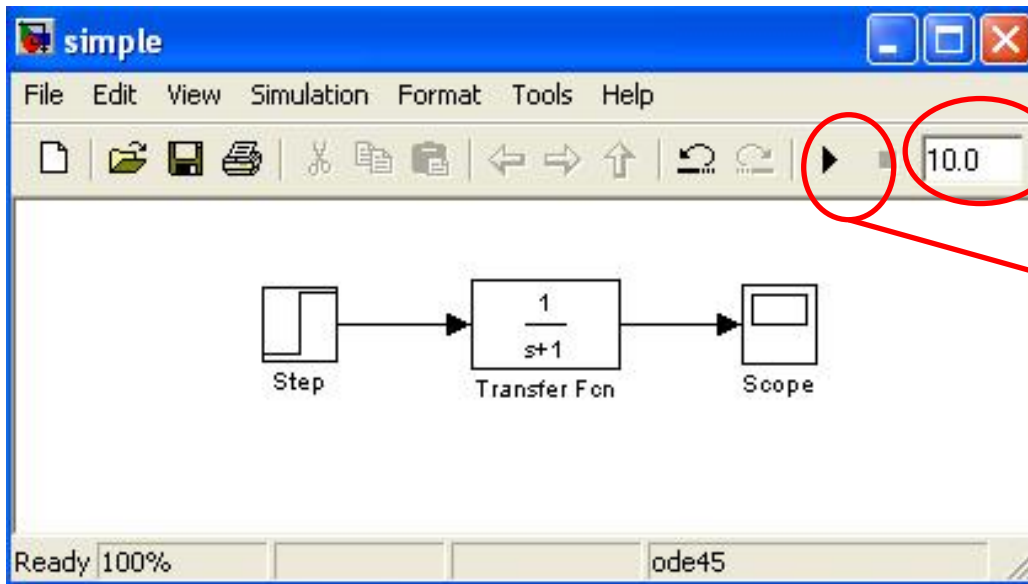 simple
File Edit View Simulation Format Tools Help
10.0
1
s+1
Step
Transfer Fcn
Scope
Ready 100%
ode45